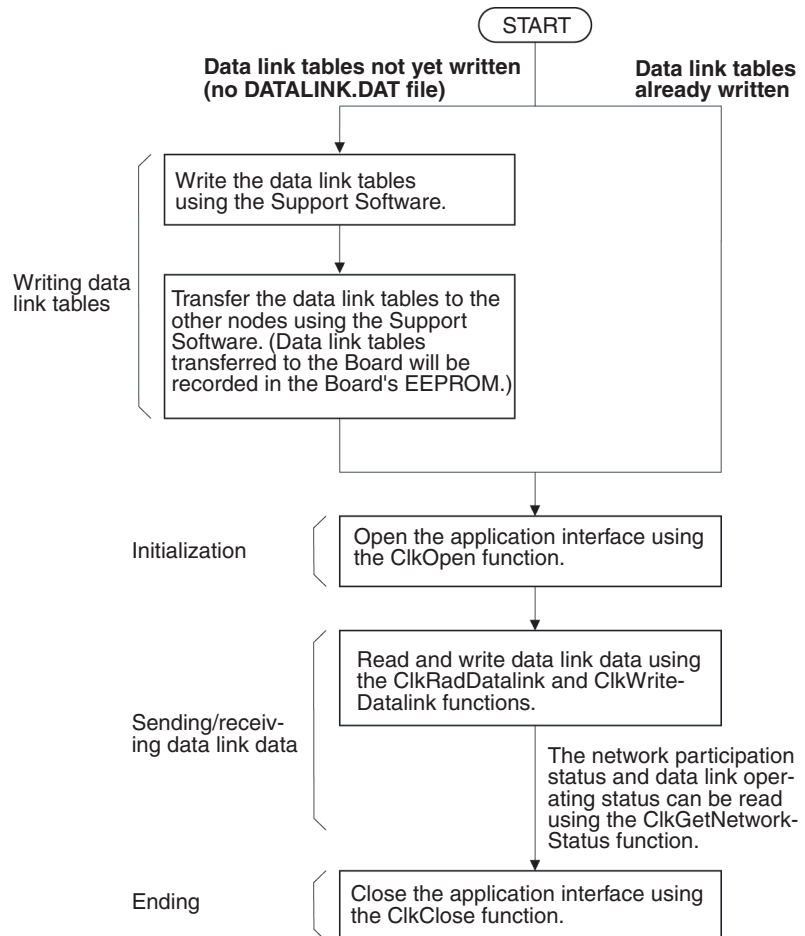 START
Data link tables not yet written
(no DATALINK.DAT file)
Data link tables
already written
Write the data link tables
using the Support Software.
Writing data
link tables
Transfer the data link tables to the
other nodes using the Support
Software. (Data link tables
transferred to the Board will be
recorded in the Board's EEPROM.)
Initialization
Open the application interface using
the ClkOpen function.
Read and write data link data using
the ClkRadDatalink and ClkWrite-
Datalink functions.
Sending/receiv-
ing data link data
The network participation
status and data link oper-
ating status can be read
using the ClkGetNetwork-
Status function.
Ending
Close the application interface using
the ClkClose function.